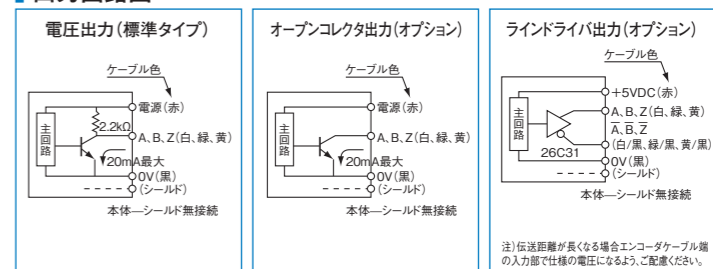 電圧出力（標準タイプ）
ケーブル色
電源（赤）
2.2kΩ
主回路
A、B、Z（白、緑、黄）
20mA最大
0V（黒）
（シールド）
本体―シールド無接続
オープンコレクタ出力（オプション）
ケーブル色
電源（赤）
主回路
A、B、Z（白、緑、黄）
20mA最大
0V（黒）
（シールド）
本体―シールド無接続
ラインドライバ出力（オプション）
ケーブル色
+5VDC（赤）
主回路
A、B、Z（白、緑、黄）
A̅、B̅、Z̅
（白/黒、緑/黒、黄/黒）
26C31
0V（黒）
（シールド）
本体―シールド無接続
注）伝送距離が長くなる場合エンコーダケーブル端
の入力部で仕様の電圧になるよう、ご配慮ください。